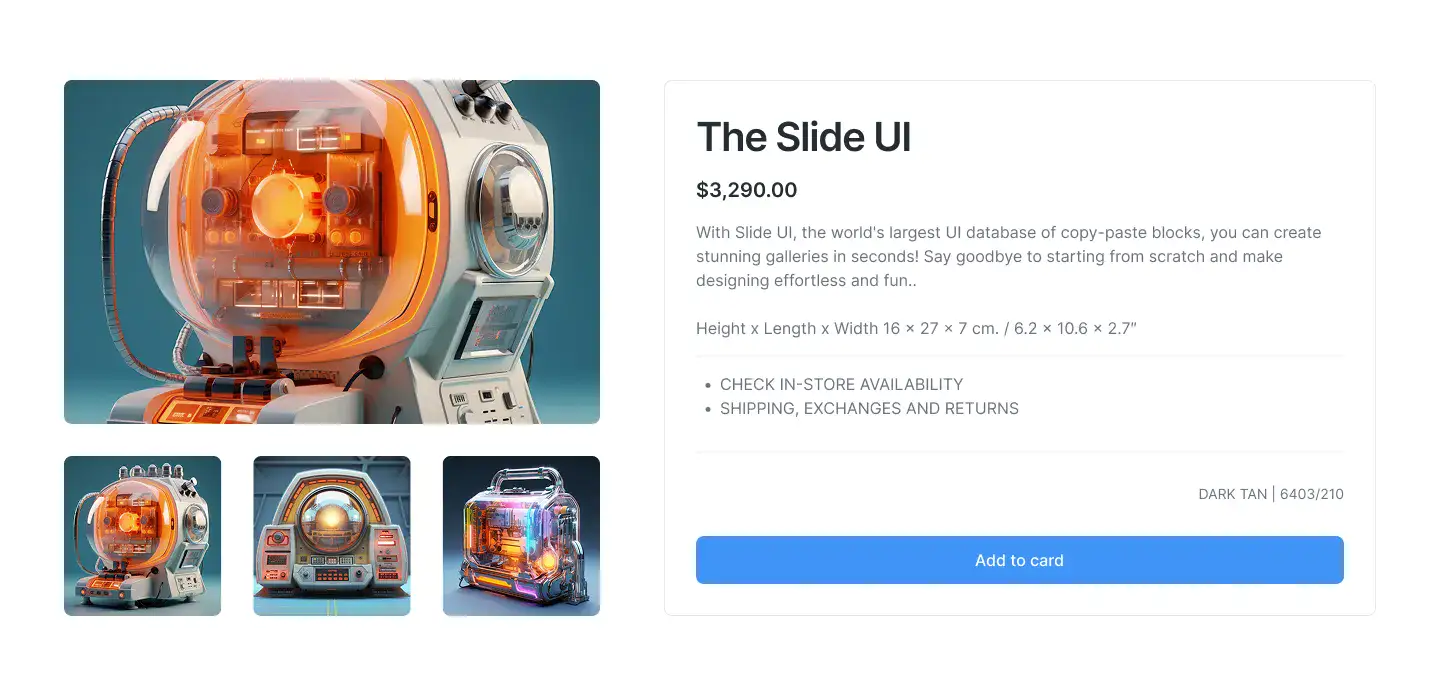 The Slide UI
$3,290.00
With Slide UI, the world's largest UI database of copy-paste blocks, you can create
stunning galleries in seconds! Say goodbye to starting from scratch and make
designing effortless and fun..
Height x Length x Width 16 × 27 × 7 cm. / 6.2 × 10.6 × 2.7″
• CHECK IN-STORE AVAILABILITY
• SHIPPING, EXCHANGES AND RETURNS
DARK TAN | 6403/210
Add to card